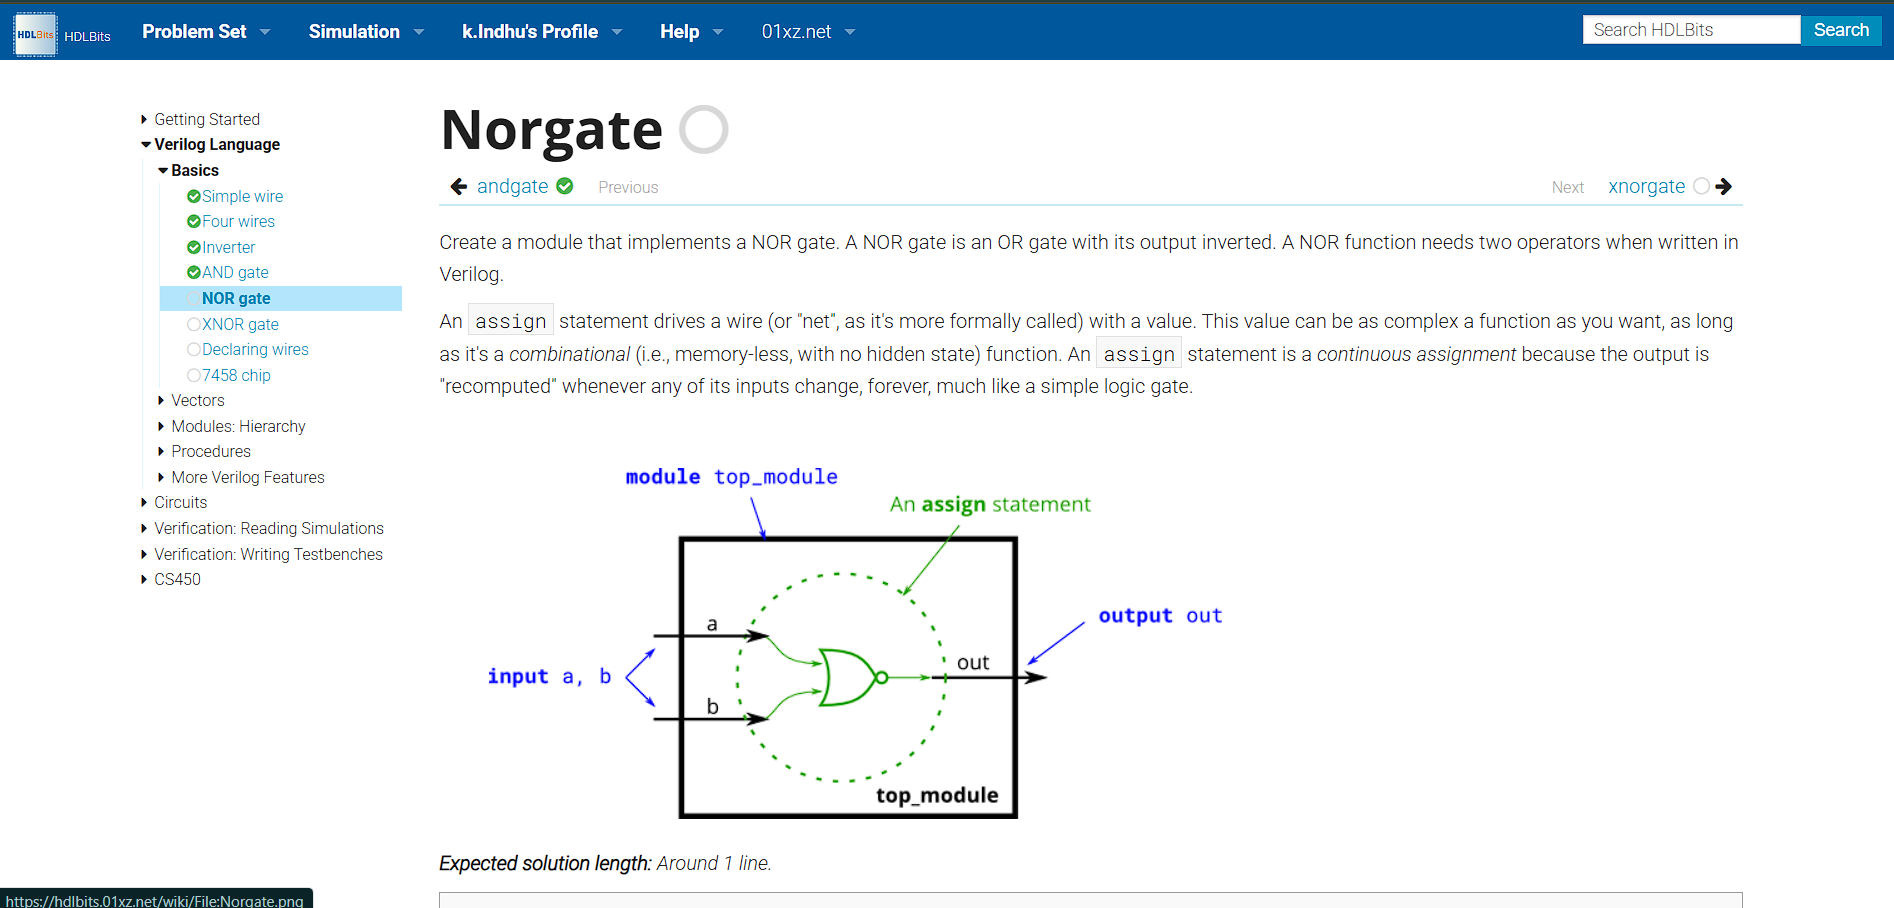 HDLBits HDLBits Problem Set Simulation k.Indhu's Profile Help 01xz.net Search HDLBits Search
Getting Started
Verilog Language
Basics
Simple wire
Four wires
Inverter
AND gate
NOR gate
XNOR gate
Declaring wires
7458 chip
Vectors
Modules: Hierarchy
Procedures
More Verilog Features
Circuits
Verification: Reading Simulations
Verification: Writing Testbenches
CS450
Norgate
andgate Previous Next xnorgate
Create a module that implements a NOR gate. A NOR gate is an OR gate with its output inverted. A NOR function needs two operators when written in
Verilog.
An assign statement drives a wire (or "net", as it's more formally called) with a value. This value can be as complex a function as you want, as long
as it's a combinational (i.e., memory-less, with no hidden state) function. An assign statement is a continuous assignment because the output is
"recomputed" whenever any of its inputs change, forever, much like a simple logic gate.
module top_module
An assign statement
a
output out
out
input a, b
b
top_module
Expected solution length: Around 1 line.
https://hdlbits.01xz.net/wiki/File:Norgate.png